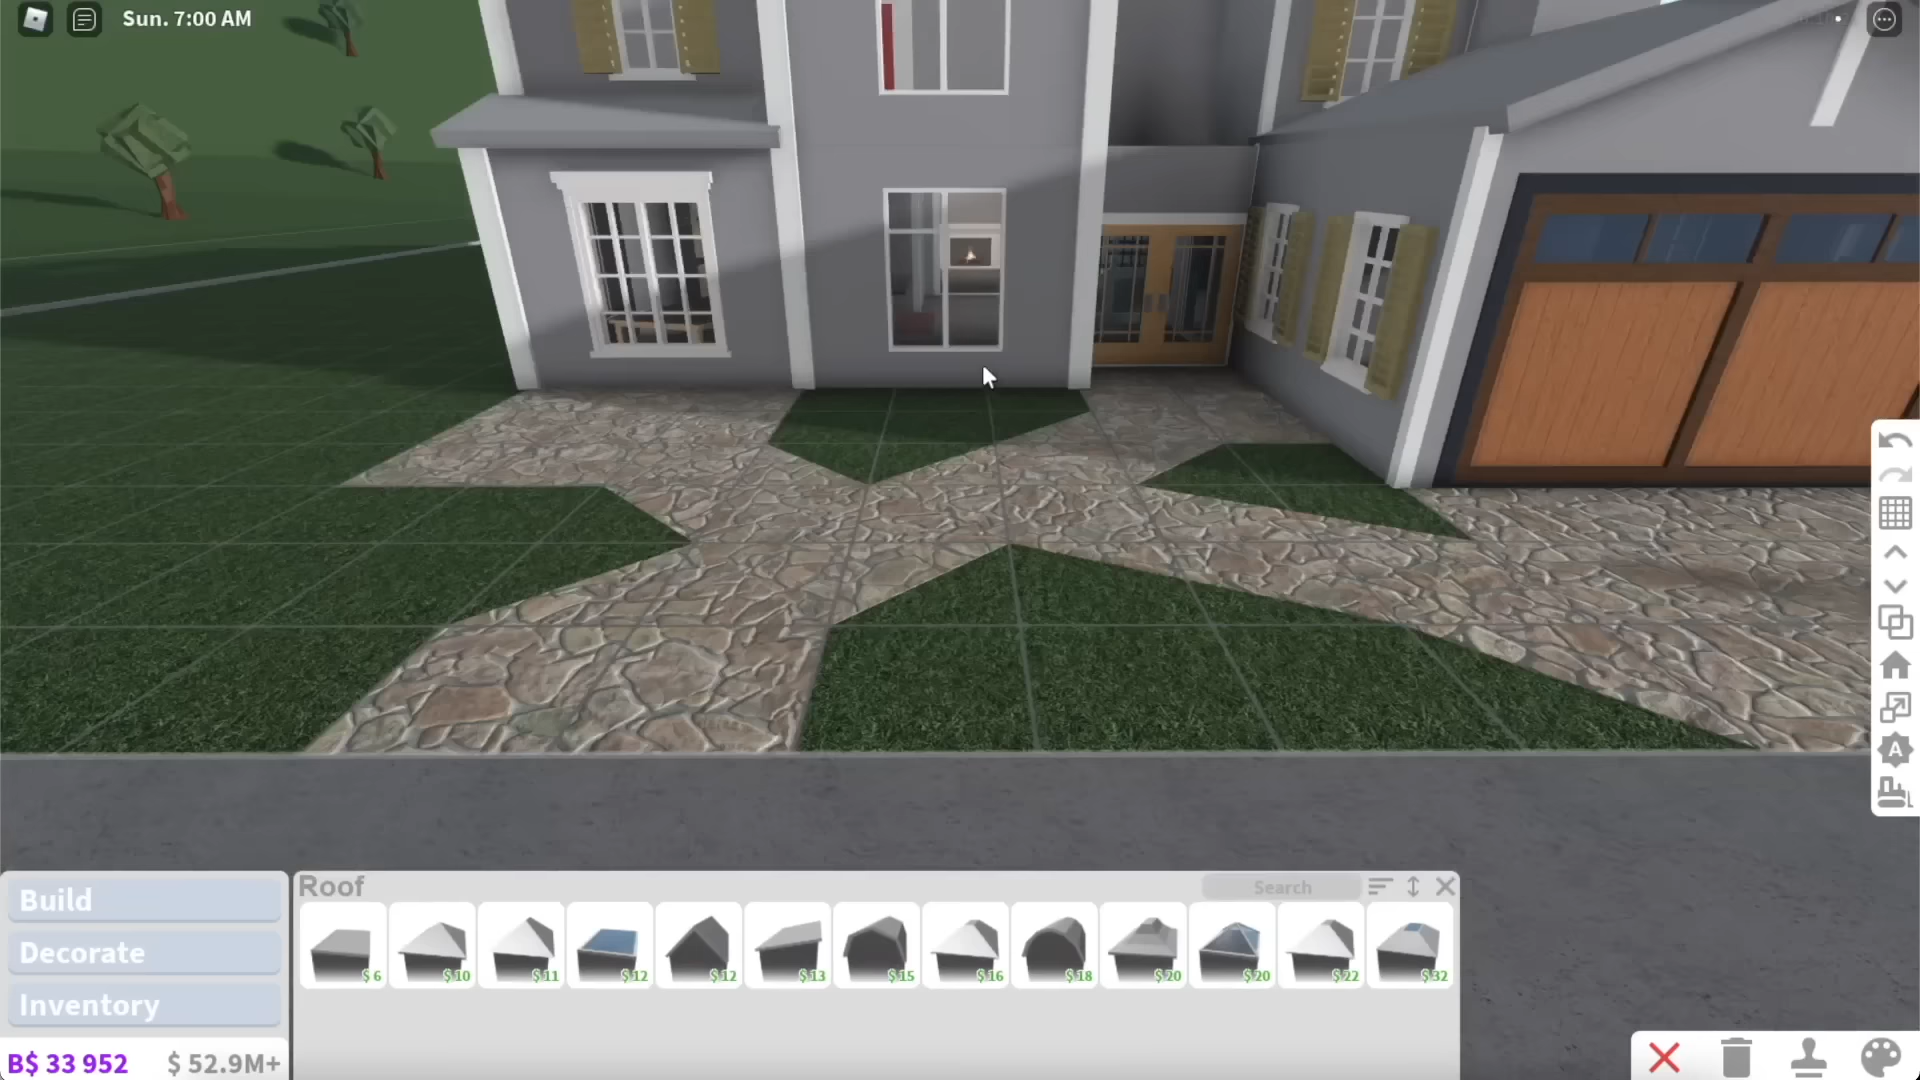 Sun. 7:00 AM
Build
Decorate
Inventory
B$ 33 952 $ 52.9M+
Roof
Search
$ 6 $ 10 $ 11 $ 12 $ 12 $ 13 $ 15 $ 16 $ 18 $ 20 $ 20 $ 22 $ 32
A